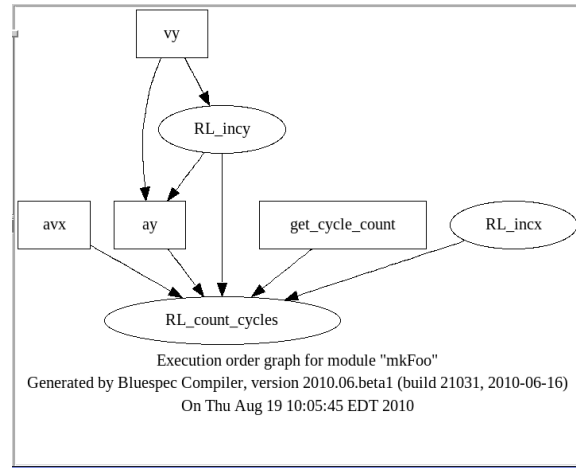 vy
RL_incy
avx
ay
get_cycle_count
RL_incx
RL_count_cycles
Execution order graph for module "mkFoo"
Generated by Bluespec Compiler, version 2010.06.beta1 (build 21031, 2010-06-16)
On Thu Aug 19 10:05:45 EDT 2010